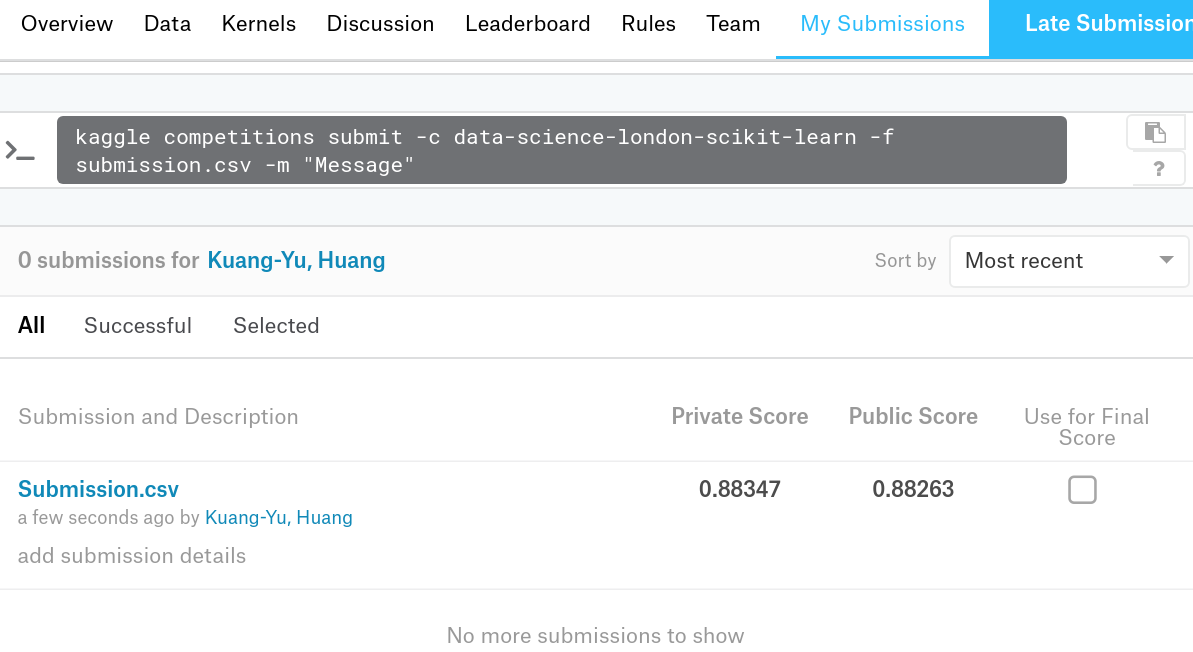 Overview Data Kernels Discussion Leaderboard Rules Team My Submissions Late Submission
kaggle competitions submit -c data-science-london-scikit-learn -f
submission.csv -m "Message"
?
0 submissions for Kuang-Yu, Huang Sort by Most recent
All Successful Selected
Submission and Description Private Score Public Score Use for Final
Score
Submission.csv 0.88347 0.88263
a few seconds ago by Kuang-Yu, Huang
add submission details
No more submissions to show